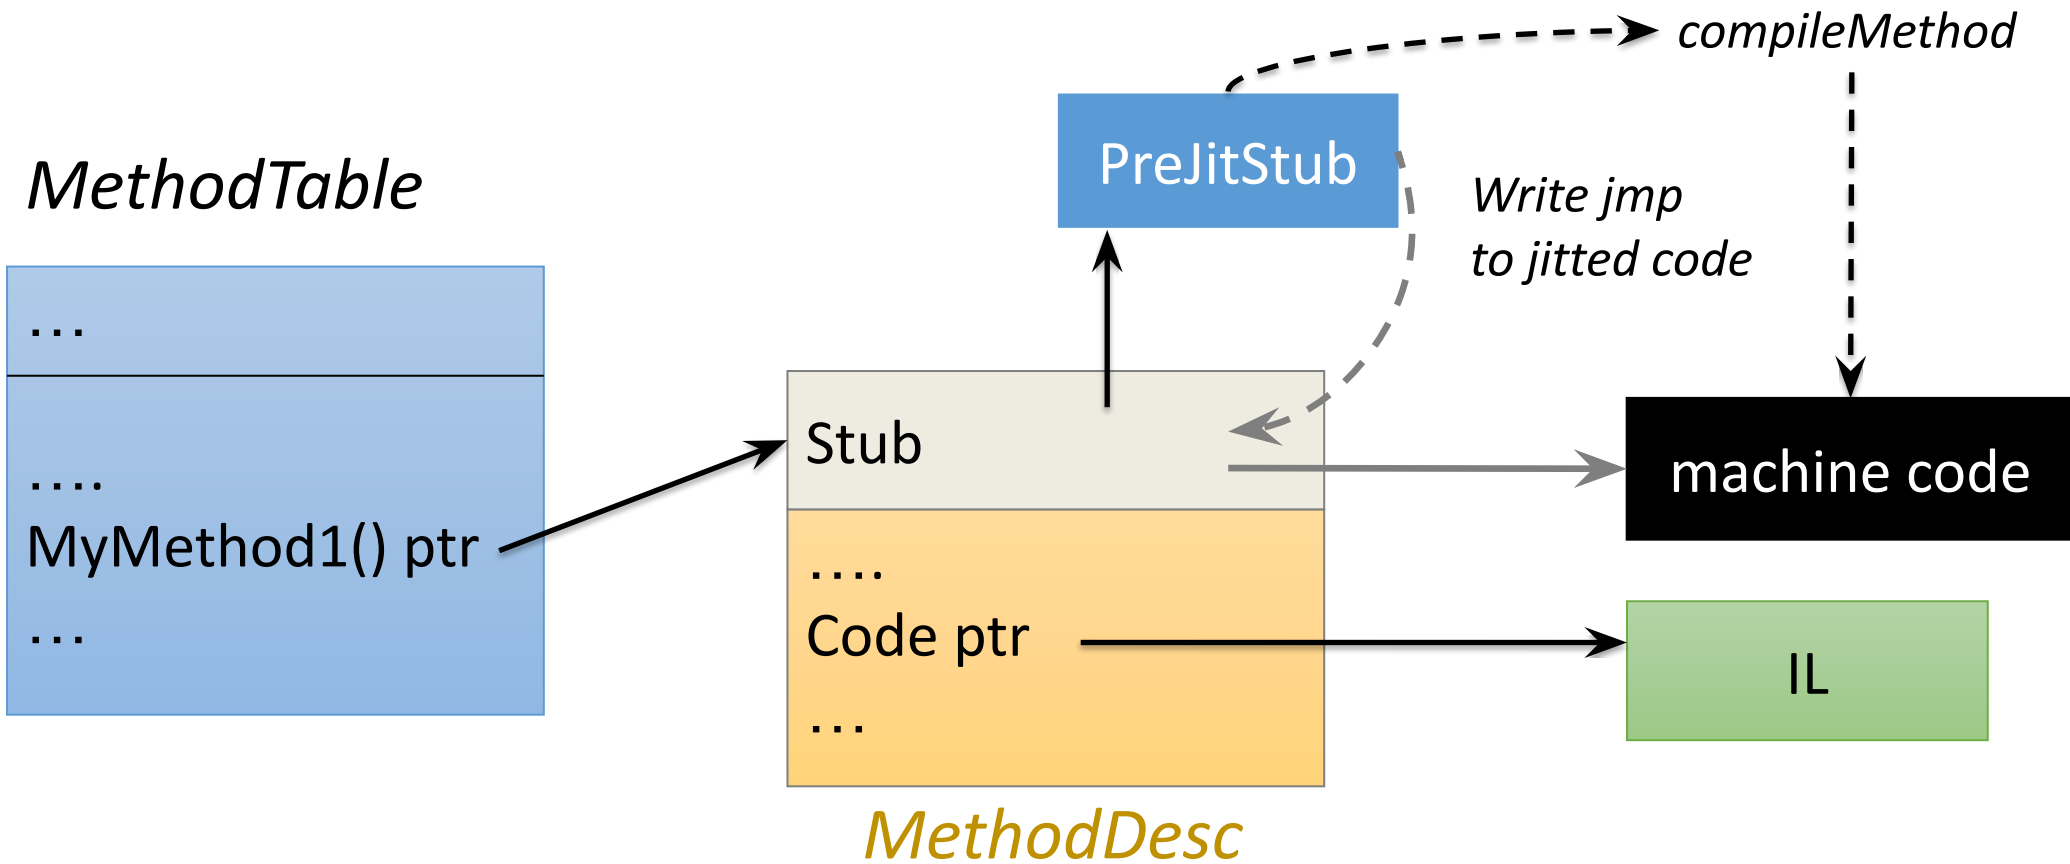 compileMethod
PreJitStub
Write jmp
to jitted code
MethodTable
...
....
MyMethod1() ptr
...
Stub
machine code
....
Code ptr
...
IL
MethodDesc